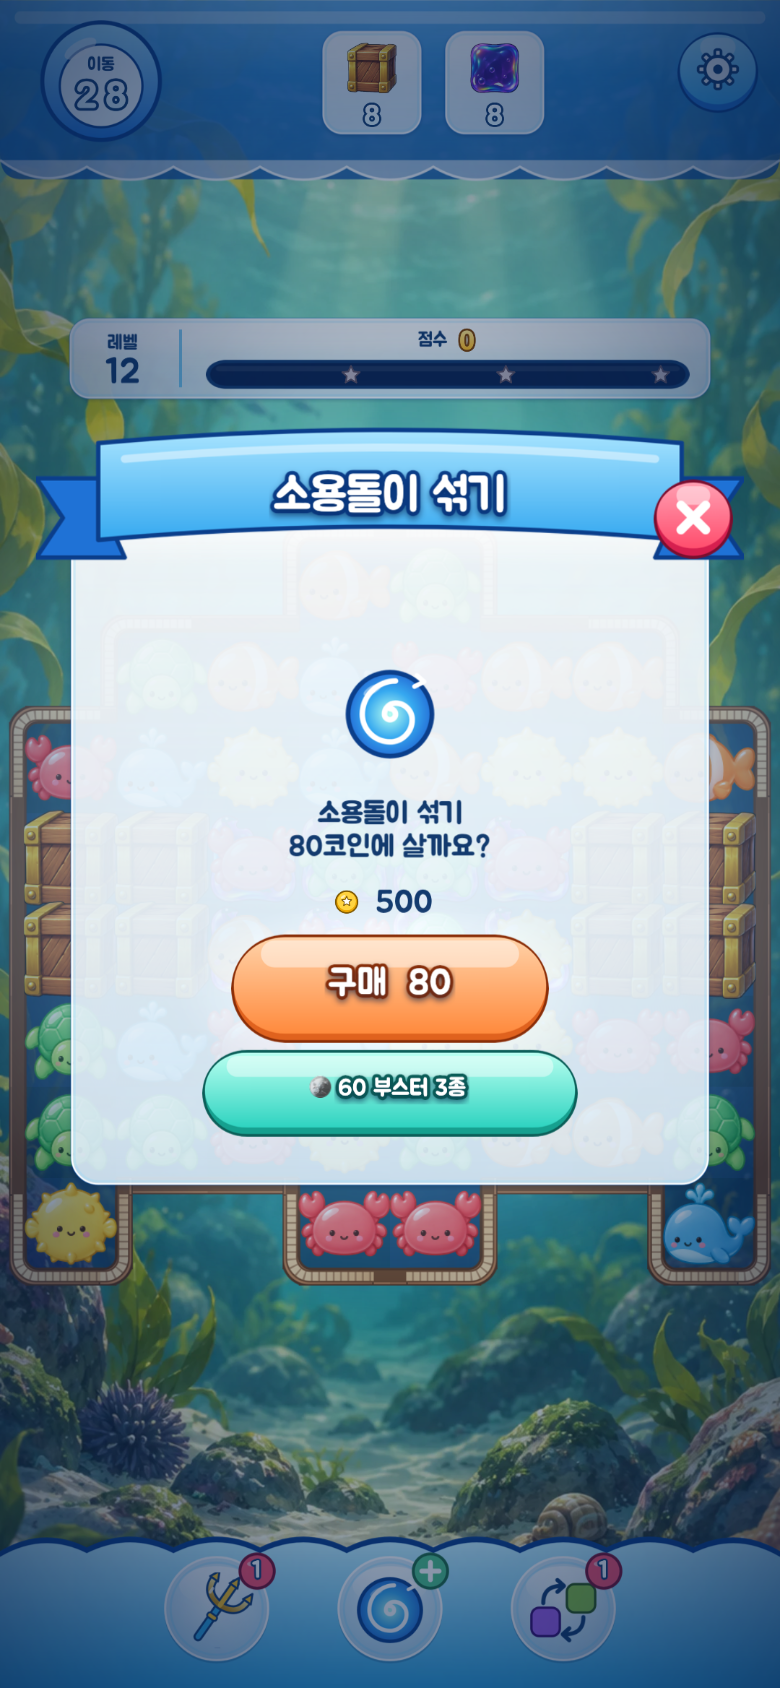 이동
28
8
8
레벨
12
점수 0
소용돌이 섞기
소용돌이 섞기
80코인에 살까요?
500
구매 80
60 부스터 3종
1
1